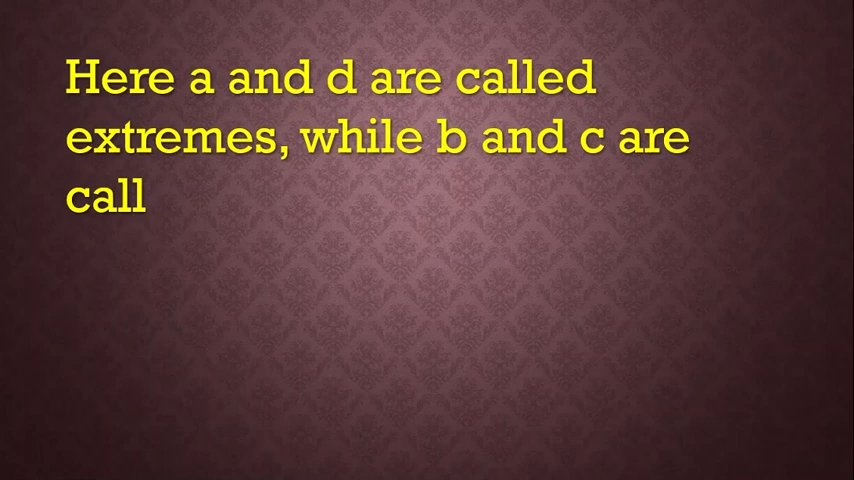 Here a and d are called
extremes, while b and c are
call